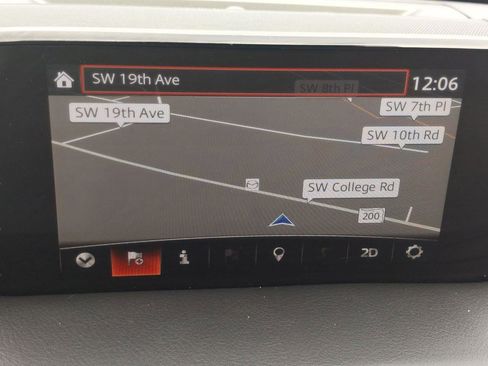 SW 19th Ave
12:06
SW 8th Pl
SW 7th Pl
SW 19th Ave
SW 10th Rd
SW College Rd
200
i
2D